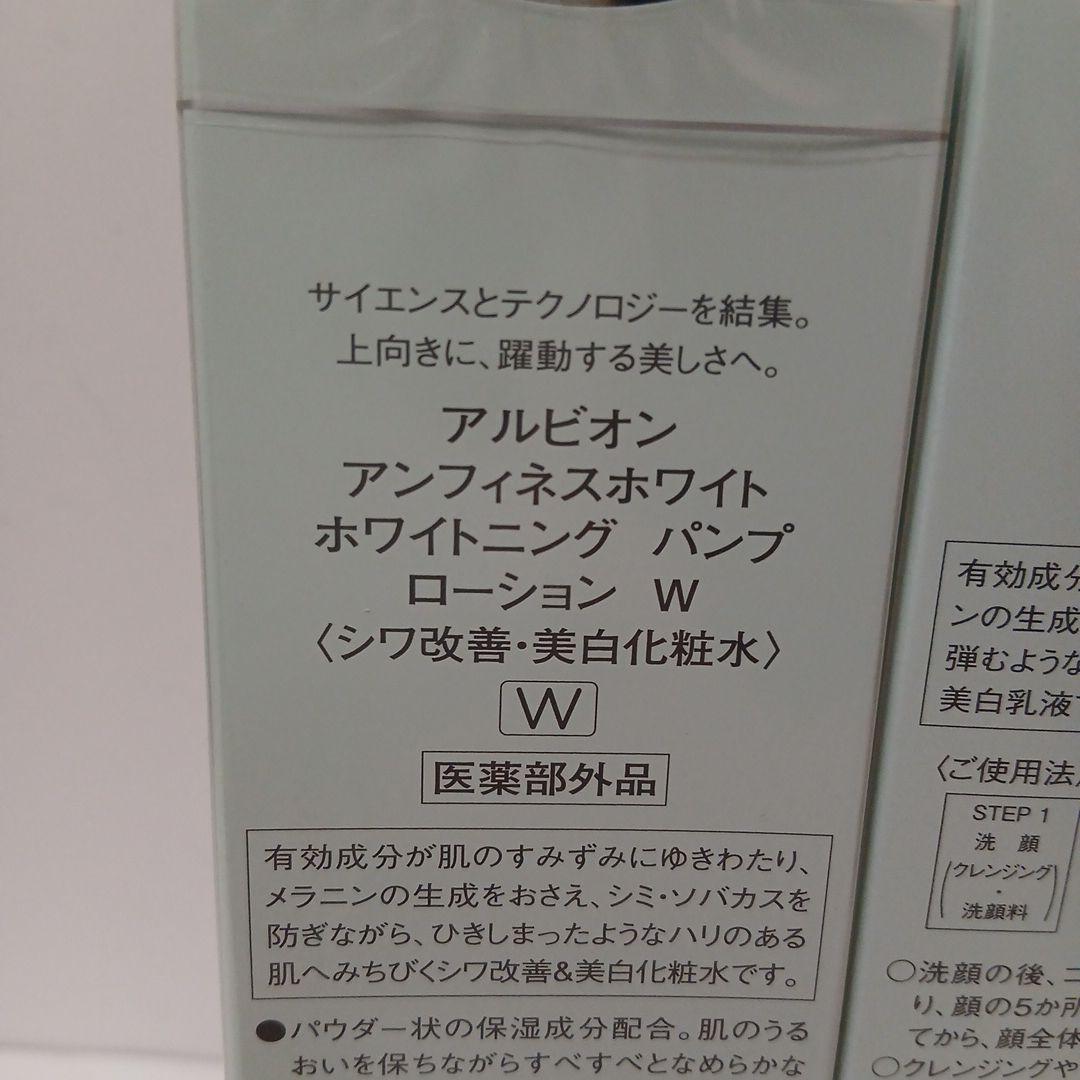 サイエンスとテクノロジーを結集。
上向きに、躍動する美しさへ。
アルビオン
アンフィネスホワイト
ホワイトニング パンプ
ローション W
〈シワ改善・美白化粧水〉
W
医薬部外品
有効成分が肌のすみずみにゆきわたり、
メラニンの生成をおさえ、シミ・ソバカスを
防ぎながら、ひきしまったようなハリのある
肌へみちびくシワ改善&美白化粧水です。
●パウダー状の保湿成分配合。肌のうる
おいを保ちながらすべすべとなめらかな
有効成分
ンの生成
弾むような
美白乳液
〈ご使用法
STEP 1
洗 顔
(クレンジング
・
洗顔料)
○洗顔の後、
り、顔の5か所
てから、顔全体
○クレンジングや